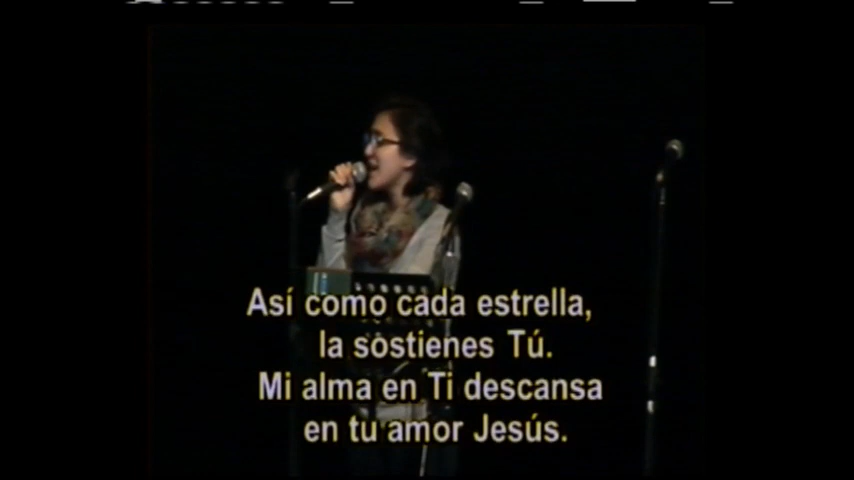 Así como cada estrella,
la sostienes Tú.
Mi alma en Ti descansa
en tu amor Jesús.